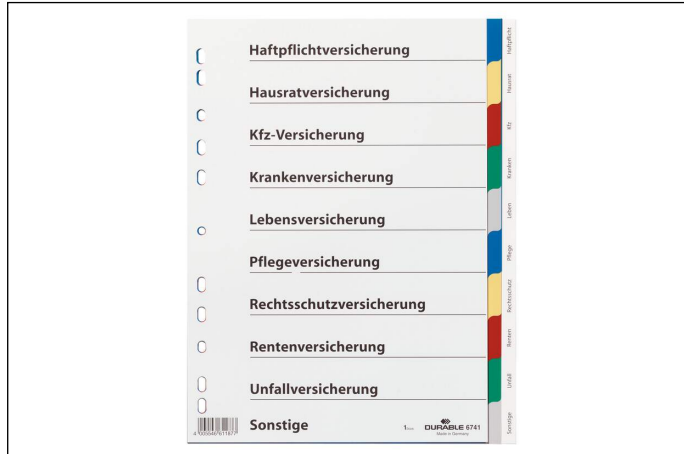 Haftpflichtversicherung
Haftpflicht
Hausratversicherung
Hausrat
Kfz-Versicherung
Kfz
Krankenversicherung
Kranken
Lebensversicherung
Leben
Pflegeversicherung
Pflege
Rechtsschutzversicherung
Rechtsschutz
Rentenversicherung
Renten
Unfallversicherung
Unfall
Sonstige
Sonstige
DURABLE 6741
Made in Germany